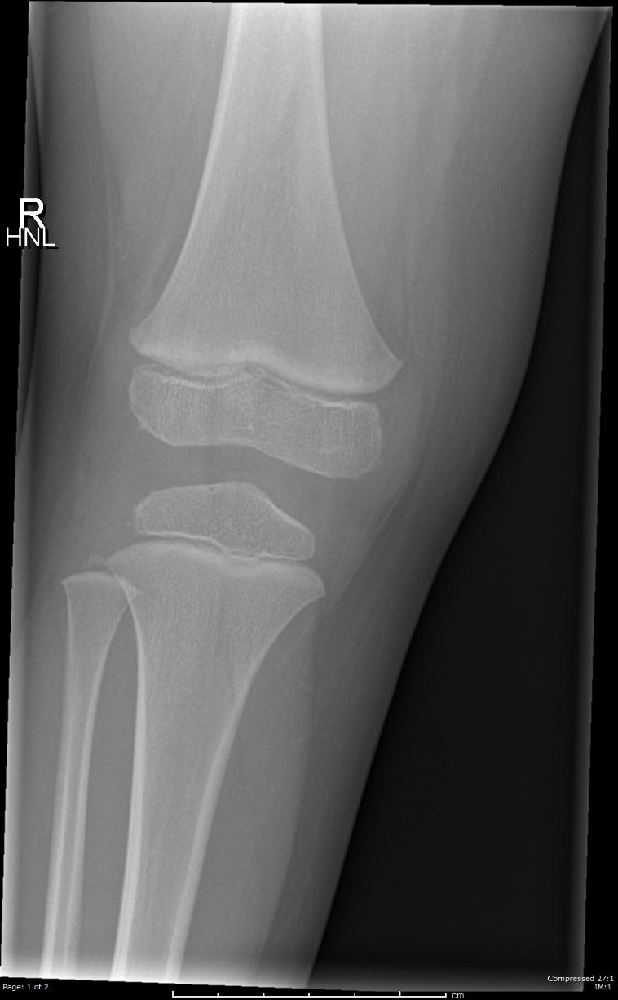 R
HNL
Compressed 27:1
Page: 1 of 2
IM:1
cm